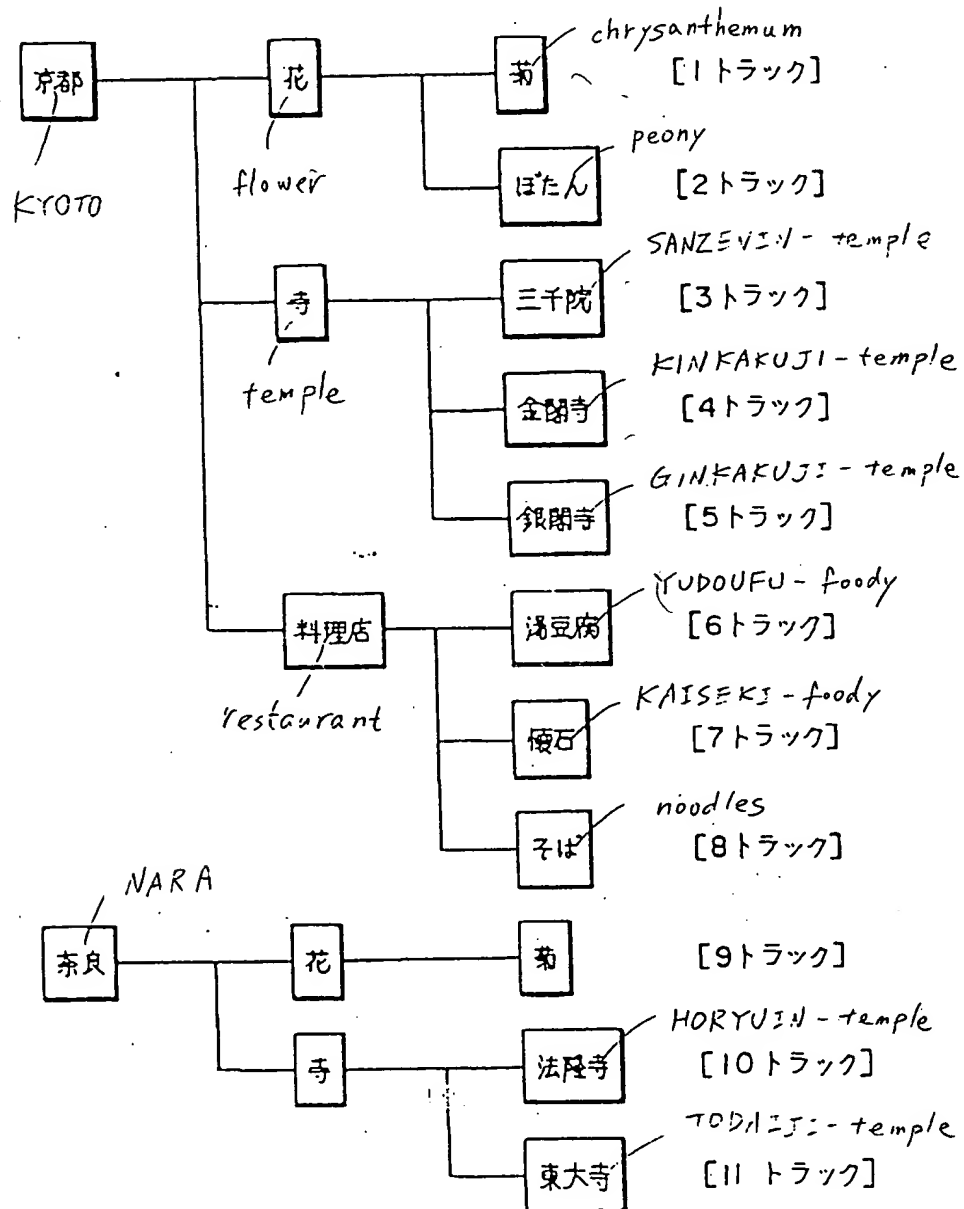 chrysanthemum
京都 花 菊 [1トラック]
peony
KYOTO flower ぼたん [2トラック]
temple
寺 三千院 [3トラック]
KINKAKUJI - temple
temple 金閣寺 [4トラック]
GINKAKUJI - temple
銀閣寺 [5トラック]
YUDOUFU - foody
料理店 湯豆腐 [6トラック]
restaurant KAISEKI - foody
懐石 [7トラック]
noodles
そば [8トラック]
NARA
奈良 花 菊 [9トラック]
HORYUIN - temple
寺 法隆寺 [10トラック]
TODAIJI - temple
東大寺 [11トラック]